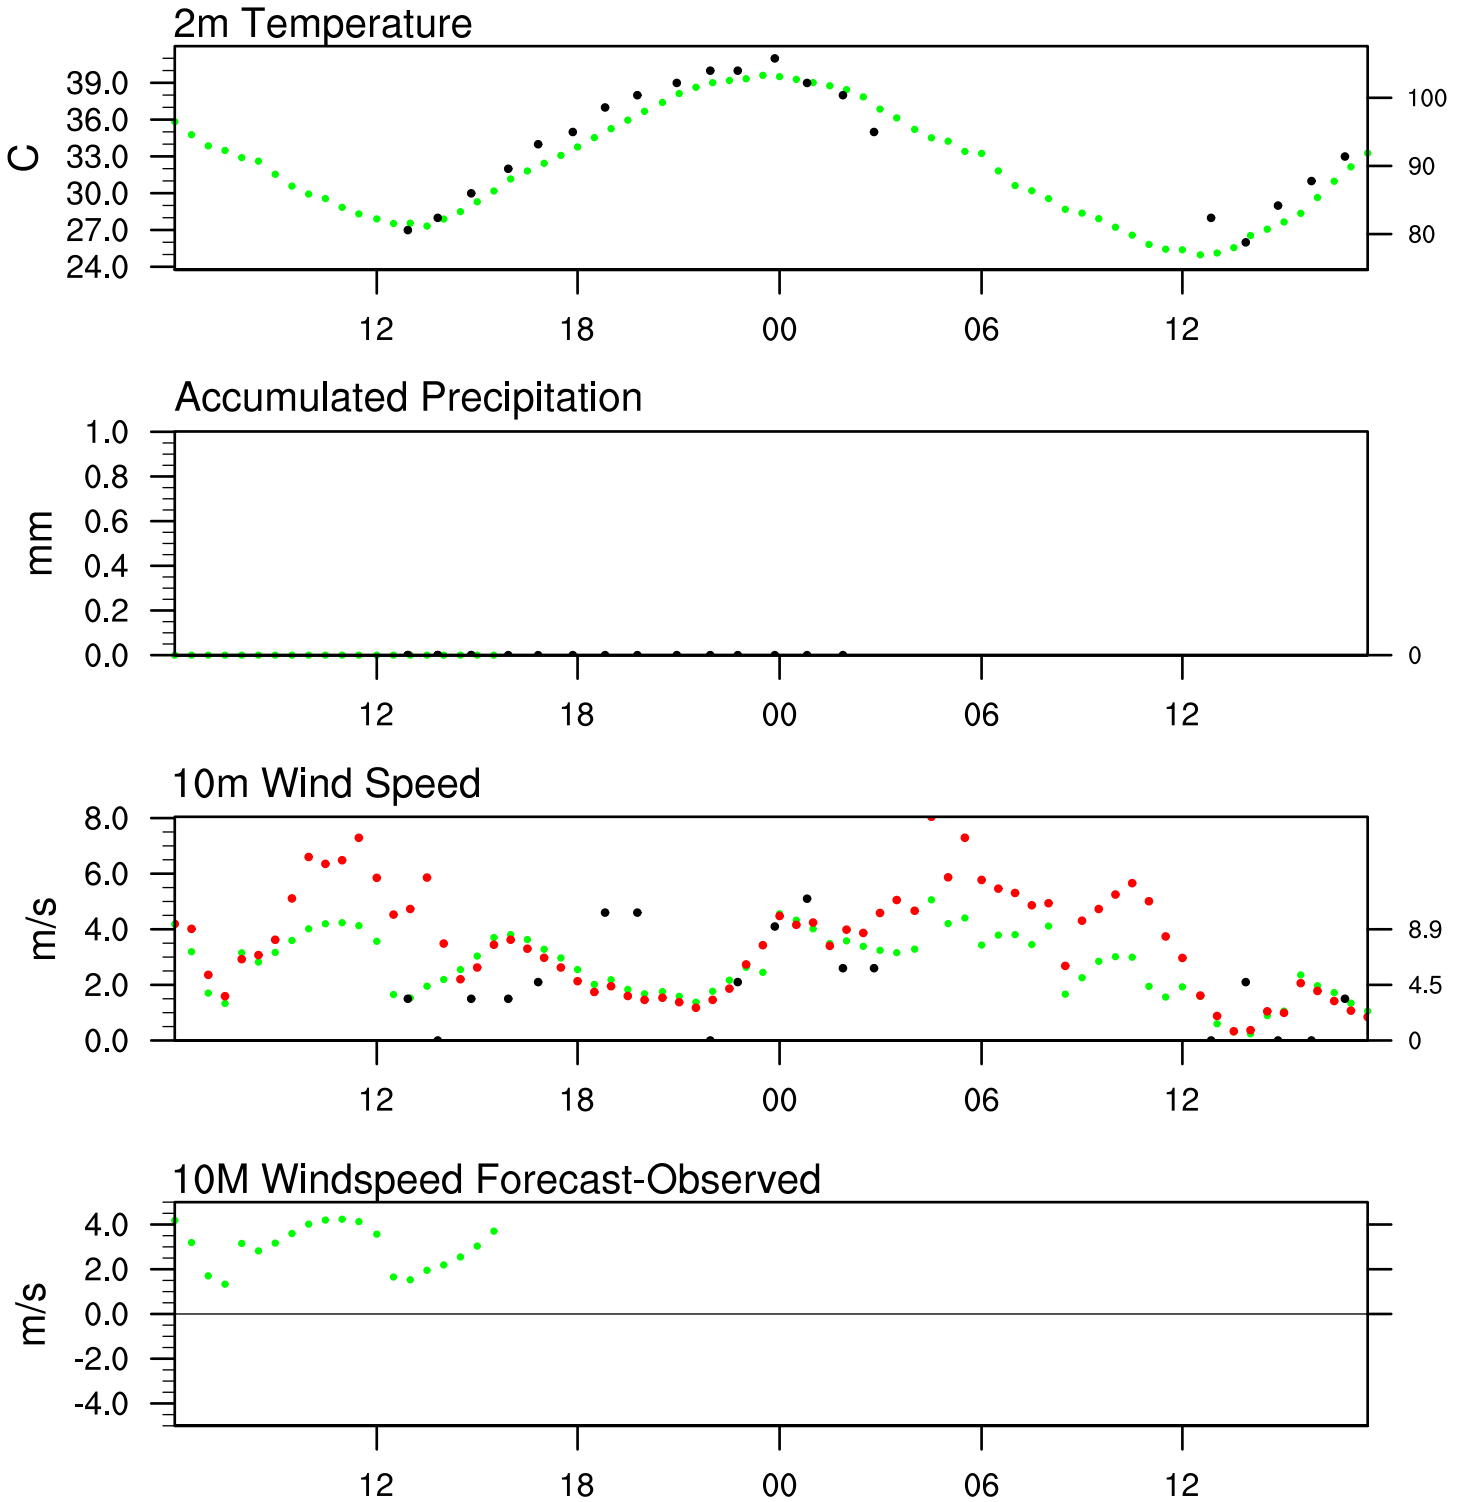 2m Temperature
39.0
36.0
33.0
30.0
27.0
24.0
C
100
90
80
12 18 00 06 12
Accumulated Precipitation
1.0
0.8
0.6
0.4
0.2
0.0
mm
0
12 18 00 06 12
10m Wind Speed
8.0
6.0
4.0
2.0
0.0
m/s
8.9
4.5
0
12 18 00 06 12
10M Windspeed Forecast-Observed
4.0
2.0
0.0
-2.0
-4.0
m/s
12 18 00 06 12